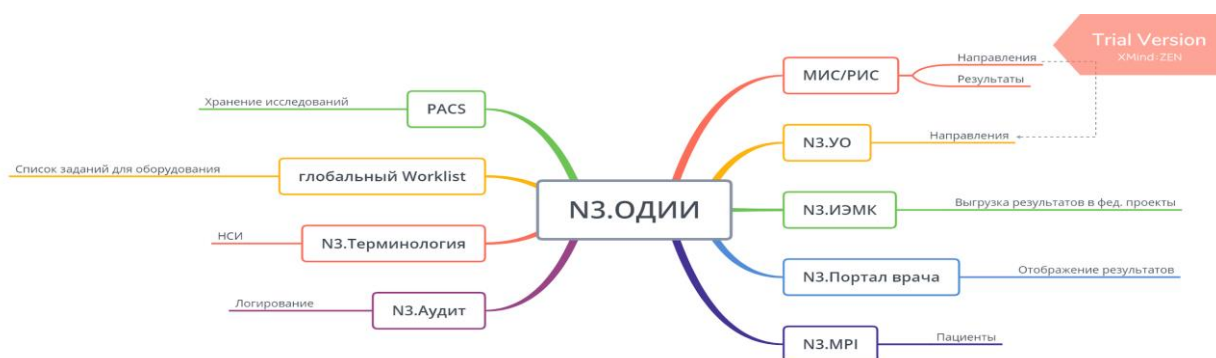 Trial Version
XMind:ZEN
N3.ОДИИ
МИС/РИС
Направления
Результаты
N3.УО
Направления
N3.ИЭМК
Выгрузка результатов в фед. проекты
N3.Портал врача
Отображение результатов
N3.MPI
Пациенты
PACS
Хранение исследований
глобальный Worklist
Список заданий для оборудования
N3.Терминология
НСИ
N3.Аудит
Логирование